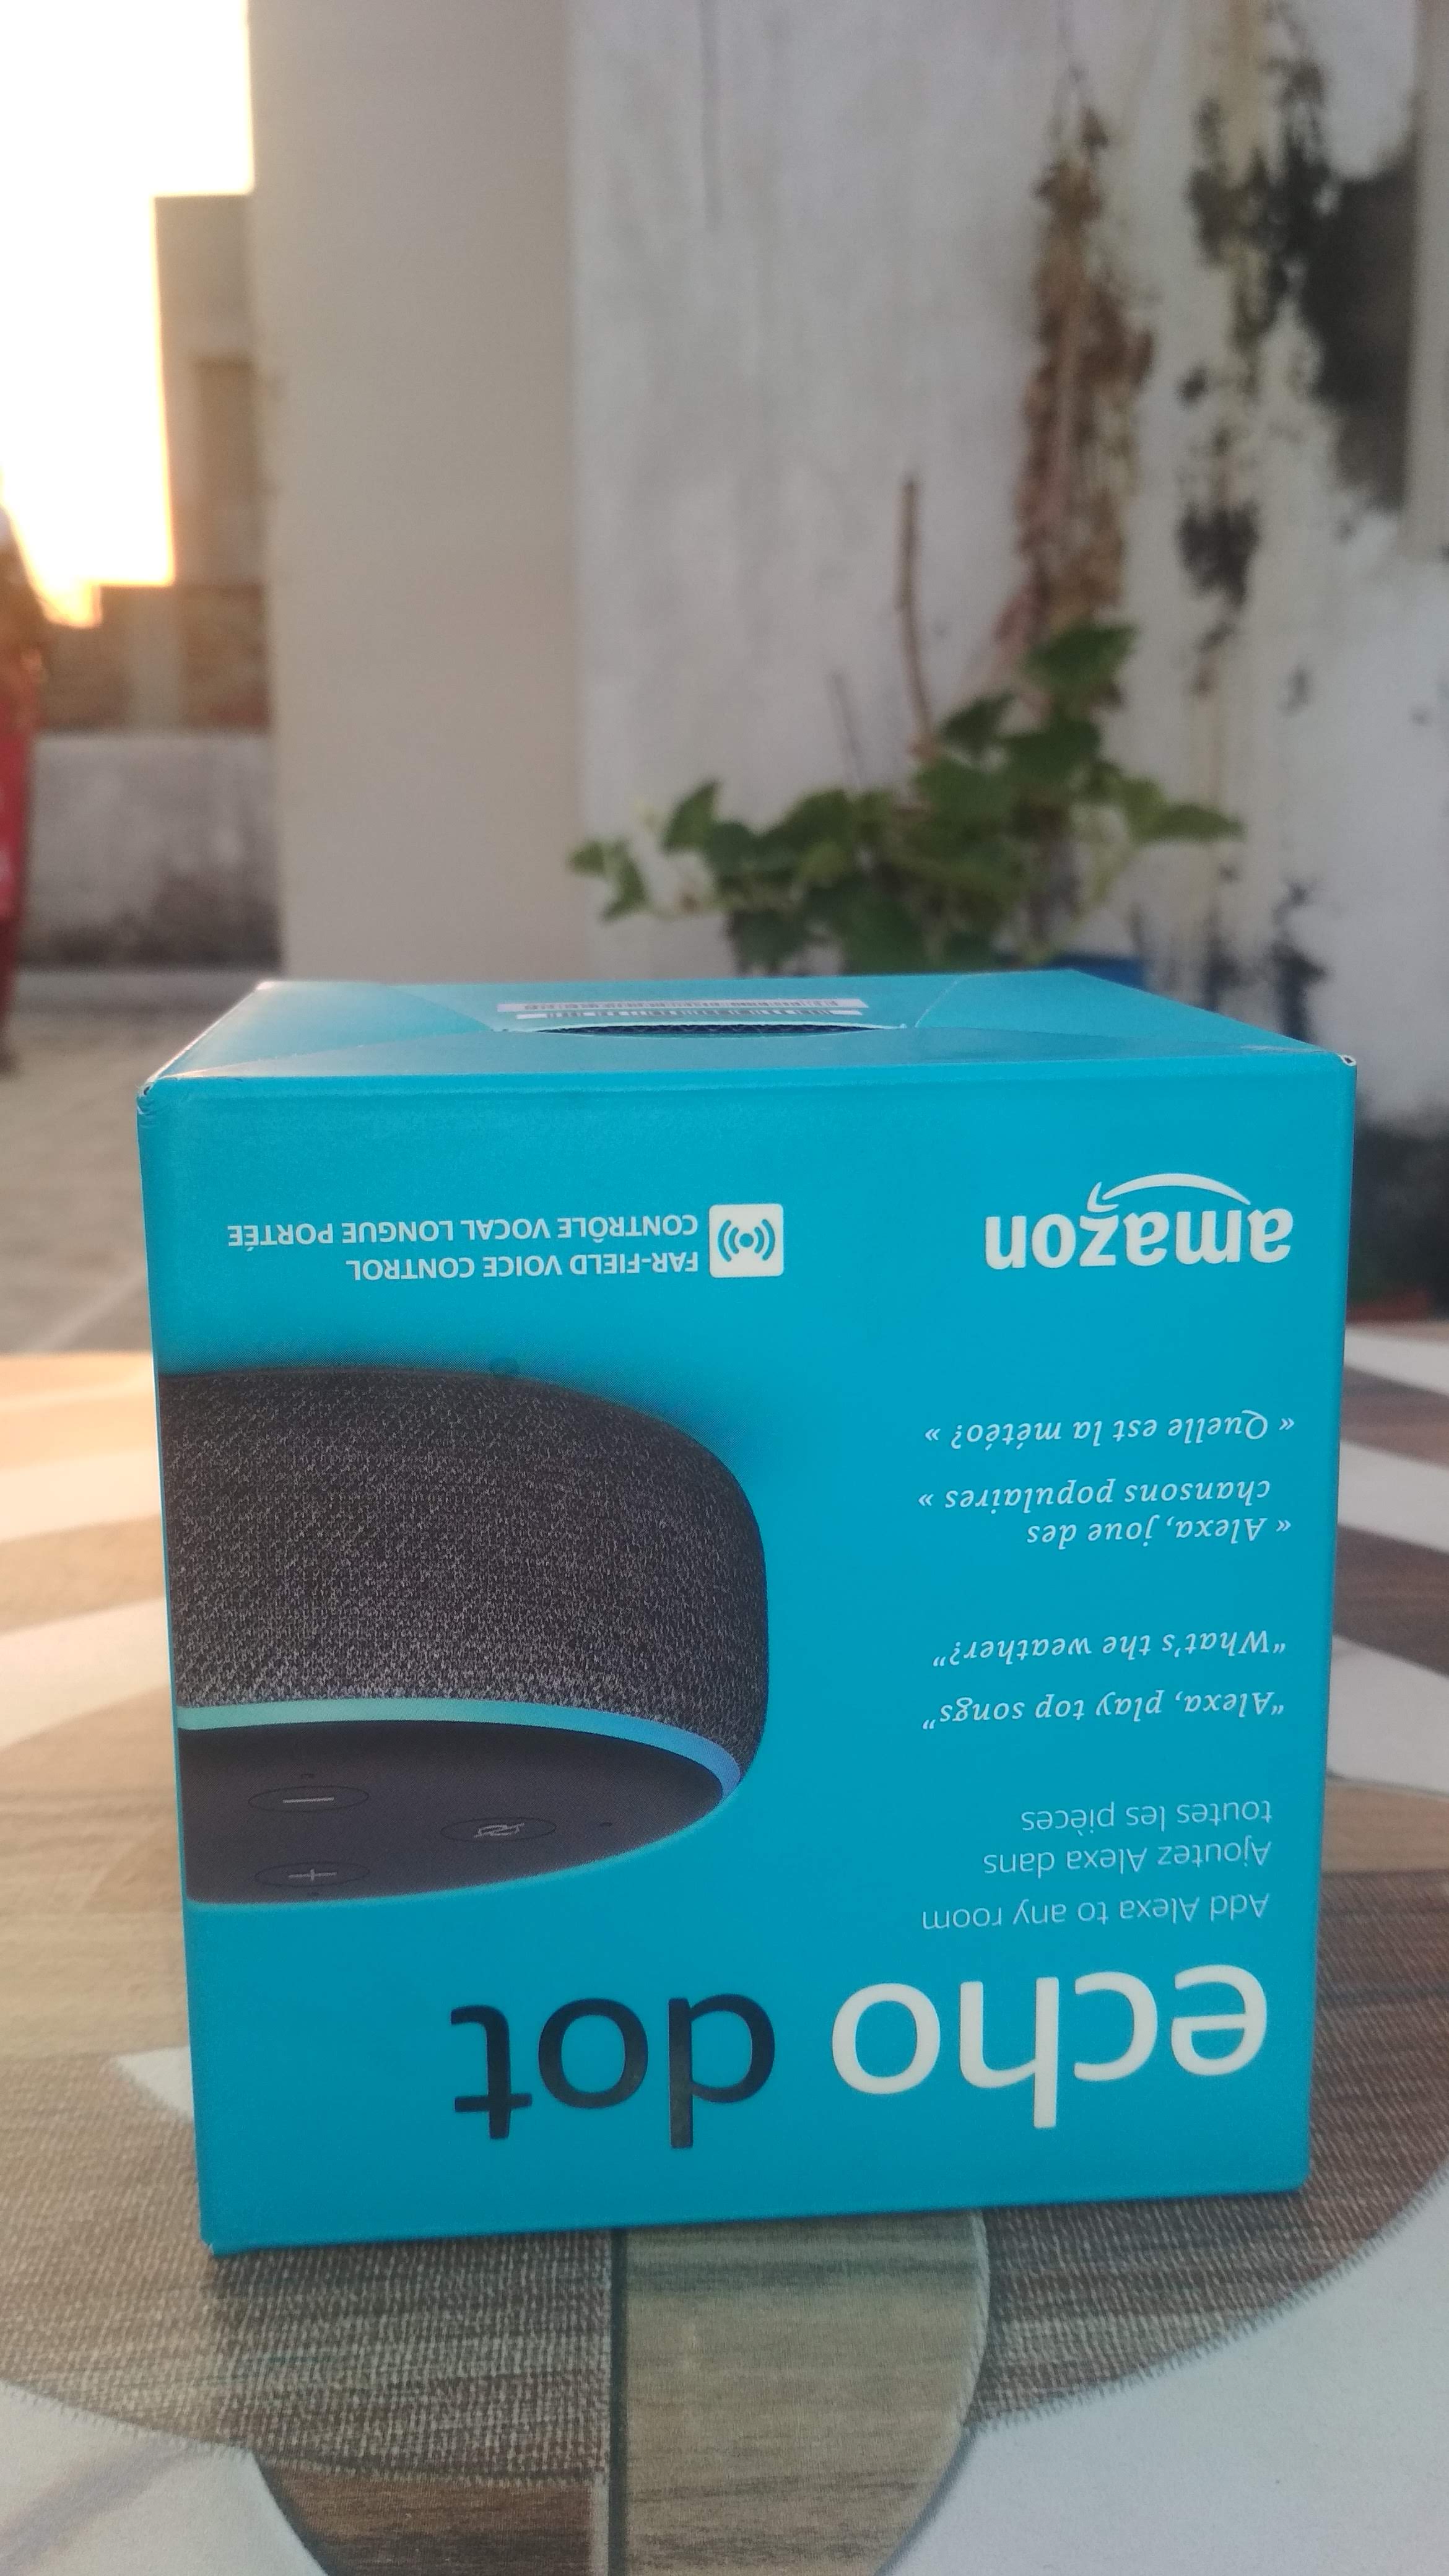 echo dot
Add Alexa to any room
Ajoutez Alexa dans
toutes les pièces
“Alexa, play top songs”
“What's the weather?”
« Alexa, joue des
chansons populaires »
« Quelle est la météo? »
amazon
FAR-FIELD VOICE CONTROL
CONTRÔLE VOCAL LONGUE PORTÉE